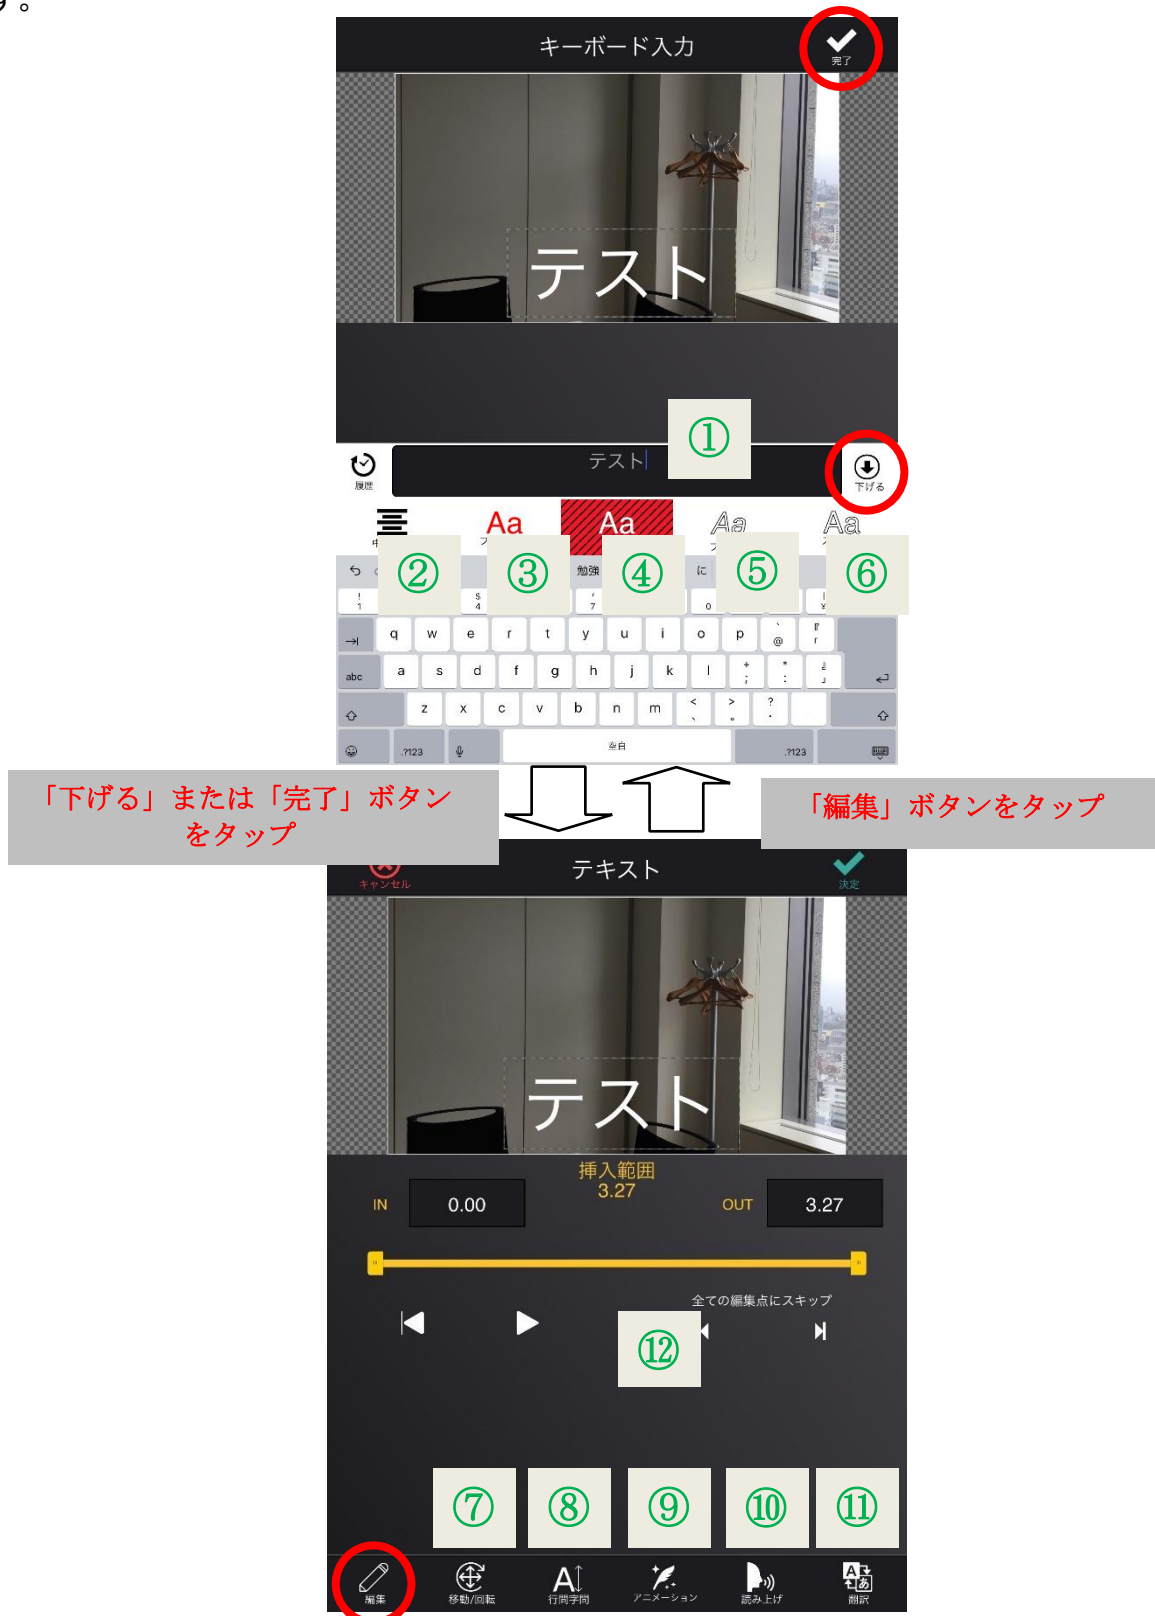 す。
キーボード入力
完了
テスト
①
テスト
履歴
下げる
Aa
Aa
Aa
Aa
②
③
④
⑤
⑥
勉強
に
!
1
$
4
'
7
0
¥
q w e r t y u i o p ` @ 『 「
abc a s d f g h j k l + ; * : 』 」
z x c v b n m < 、 > 。 ? ・
.?123 空白 .?123
「下げる」または「完了」ボタン
をタップ
「編集」ボタンをタップ
キャンセル
テキスト
決定
テスト
挿入範囲
3.27
IN 0.00
OUT 3.27
全ての編集点にスキップ
⑫
⑦ ⑧ ⑨ ⑩ ⑪
編集 移動/回転 行間字間 アニメーション 読み上げ 翻訳